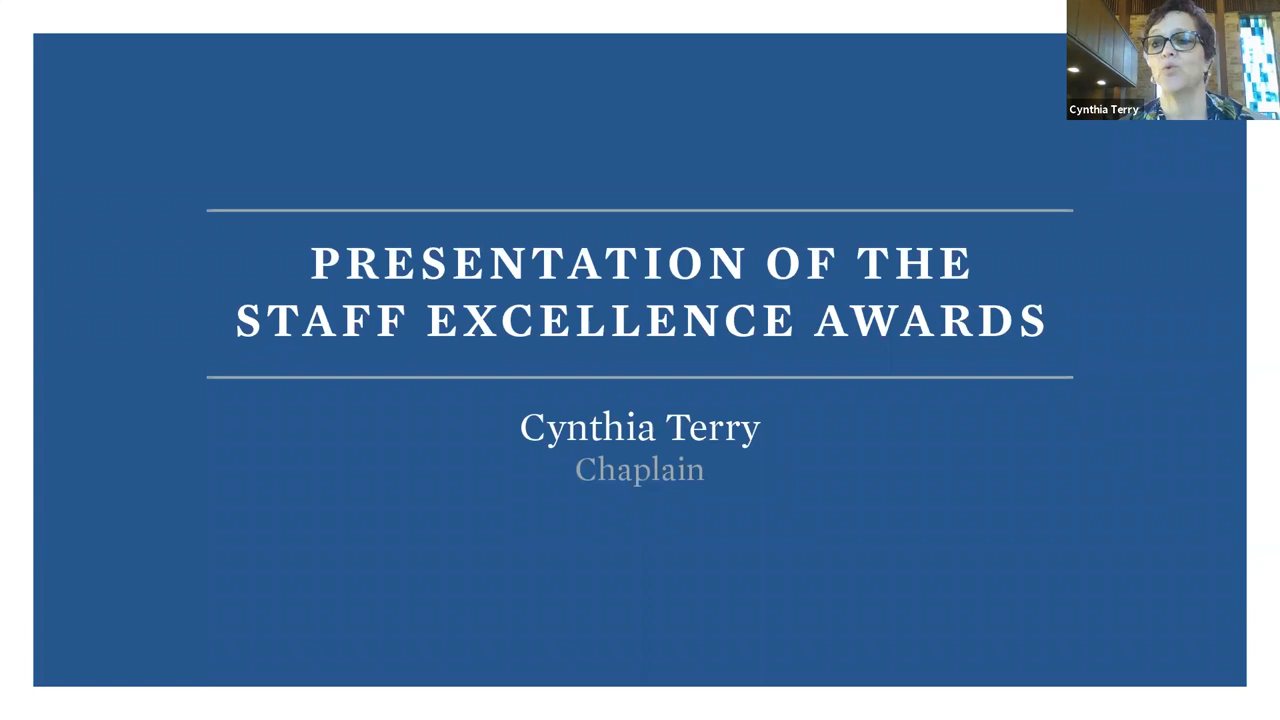 Cynthia Terry
PRESENTATION OF THE
STAFF EXCELLENCE AWARDS
Cynthia Terry
Chaplain